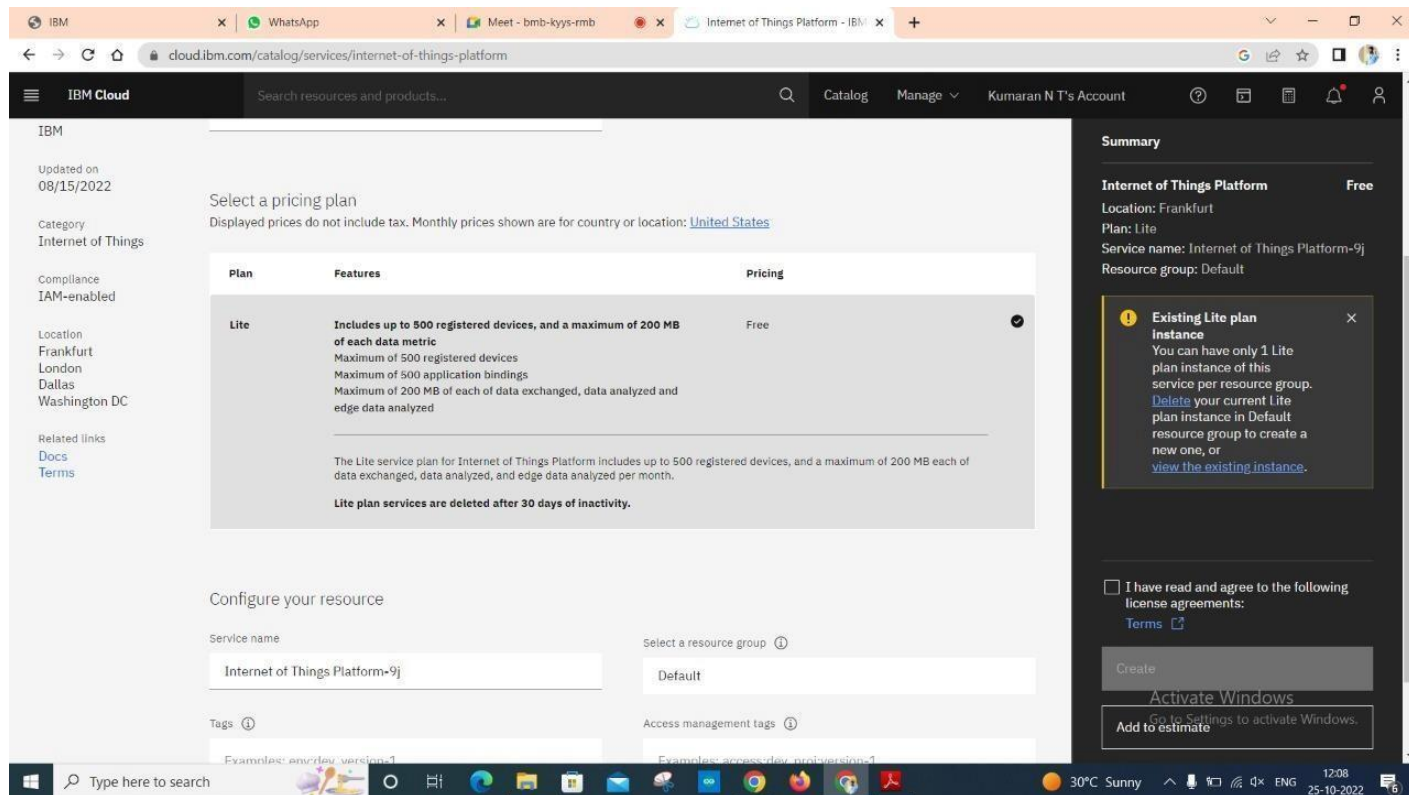 IBM
WhatsApp
Meet - bmb-kyys-rmb
Internet of Things Platform - IBM
cloud.ibm.com/catalog/services/internet-of-things-platform
IBM Cloud
Search resources and products...
Catalog
Manage
Kumaran N T's Account
IBM
Updated on
08/15/2022
Category
Internet of Things
Compliance
IAM-enabled
Location
Frankfurt
London
Dallas
Washington DC
Related links
Docs
Terms
Select a pricing plan
Displayed prices do not include tax. Monthly prices shown are for country or location: United States
Plan Features Pricing
Lite
Includes up to 500 registered devices, and a maximum of 200 MB
of each data metric
Maximum of 500 registered devices
Maximum of 500 application bindings
Maximum of 200 MB of each of data exchanged, data analyzed and
edge data analyzed
Free
The Lite service plan for Internet of Things Platform includes up to 500 registered devices, and a maximum of 200 MB each of
data exchanged, data analyzed, and edge data analyzed per month.
Lite plan services are deleted after 30 days of inactivity.
Configure your resource
Service name
Internet of Things Platform-9j
Select a resource group
Default
Tags
Examples: env:dev, version-1
Access management tags
Examples: access:dev, proj:version-1
Summary
Internet of Things Platform Free
Location: Frankfurt
Plan: Lite
Service name: Internet of Things Platform-9j
Resource group: Default
Existing Lite plan
instance
You can have only 1 Lite
plan instance of this
service per resource group.
Delete your current Lite
plan instance in Default
resource group to create a
new one, or
view the existing instance.
I have read and agree to the following
license agreements:
Terms
Create
Activate Windows
Go to Settings to activate Windows.
Add to estimate
Type here to search
30°C Sunny
ENG
12:08
25-10-2022
6